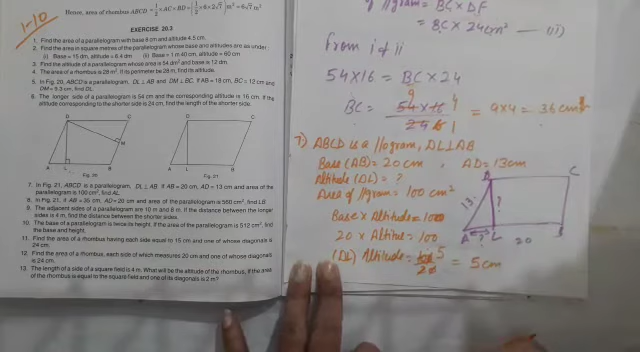 1-10
Hence, area of rhombus ABCD = 1/2 × AC × BD = [1/2 × 6 × 2√7] m² = 6√7 m²
EXERCISE 20.3
1. Find the area of a parallelogram with base 8 cm and altitude 4.5 cm.
2. Find the area in square metres of the parallelogram whose base and altitudes are as under:
(i) Base = 15 dm, altitude = 6.4 dm (ii) Base = 1 m 40 cm, altitude = 60 cm
3. Find the altitude of a parallelogram whose area is 54 dm² and base is 12 dm.
4. The area of a rhombus is 28 m². If its perimeter be 28 m, find its altitude.
5. In Fig. 20, ABCD is a parallelogram, DL ⊥ AB and DM ⊥ BC. If AB = 18 cm, BC = 12 cm and
DM = 9.3 cm, find DL.
6. The longer side of a parallelogram is 54 cm and the corresponding altitude is 16 cm. If the
altitude corresponding to the shorter side is 24 cm, find the length of the shorter side.
D C
M
A L B
Fig. 20
D C
A L B
Fig. 21
7. In Fig. 21, ABCD is a parallelogram, DL ⊥ AB. If AB = 20 cm, AD = 13 cm and area of the
parallelogram is 100 cm², find AL.
8. In Fig. 21, if AB = 35 cm, AD = 20 cm and area of the parallelogram is 560 cm², find LB
9. The adjacent sides of a parallelogram are 10 m and 8 m. If the distance between the longer
sides is 4 m, find the distance between the shorter sides.
10. The base of a parallelogram is twice its height. If the area of the parallelogram is 512 cm², find
the base and height.
11. Find the area of a rhombus having each side equal to 15 cm and one of whose diagonals is
24 cm.
12. Find the area of a rhombus, each side of which measures 20 cm and one of whose diagonals
is 24 cm.
13. The length of a side of a square field is 4 m. What will be the altitude of the rhombus, if the area
of the rhombus is equal to the square field and one of its diagonals is 2 m?
of //gram = BC × DF
= BC × 24cm² — (ii)
From i & ii
54×16 = BC × 24
BC = 54×16 / 24 = 9×4 = 36cm
9 4
6 1
7) ABCD is a //ogram, DL⊥AB
Base (AB) = 20cm , AD = 13cm
Altitude (DL) = ?
Area of //gram = 100 cm²
Base × Altitude = 100
20 × Altitue = 100
(DL) Altitude = 100 / 20 5 = 5cm
D C
13 ?
A ? L 20 B